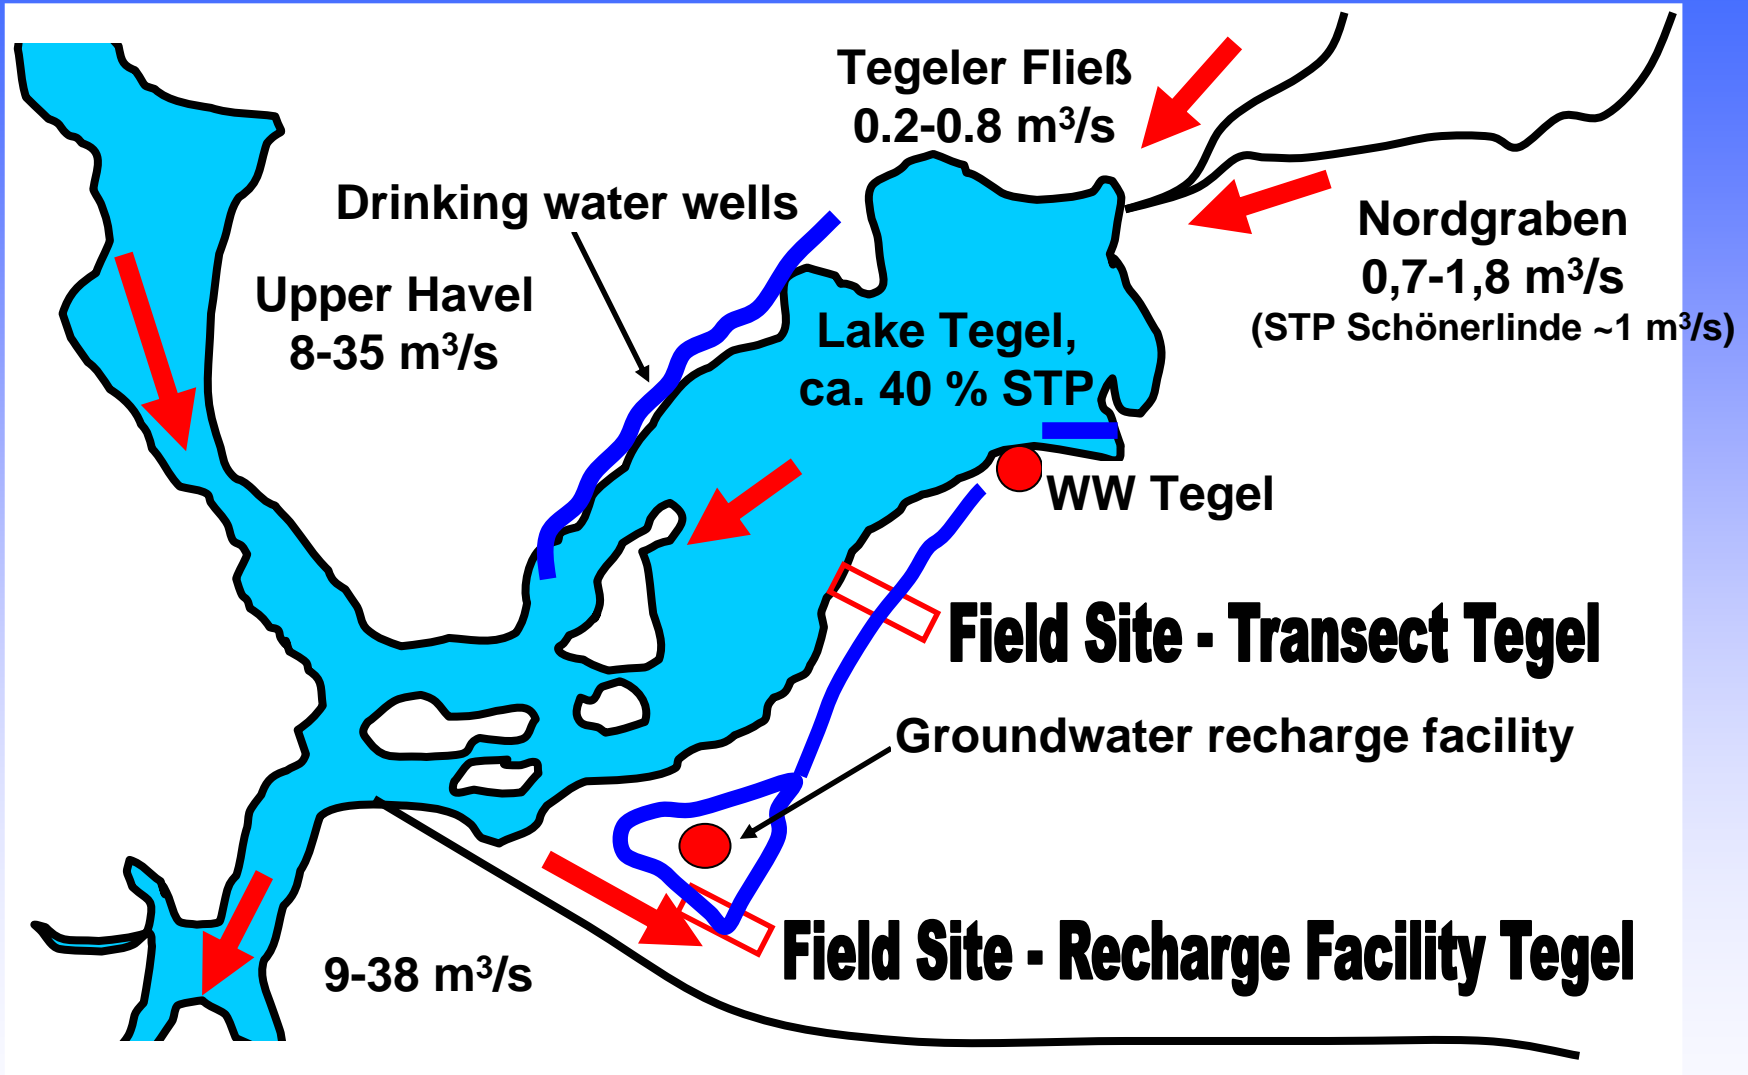 Tegeler Fließ
0.2-0.8 m³/s
Drinking water wells
Nordgraben
0,7-1,8 m³/s
(STP Schönerlinde ~1 m³/s)
Upper Havel
8-35 m³/s
Lake Tegel,
ca. 40 % STP
WW Tegel
Field Site - Transect Tegel
Groundwater recharge facility
Field Site - Recharge Facility Tegel
9-38 m³/s